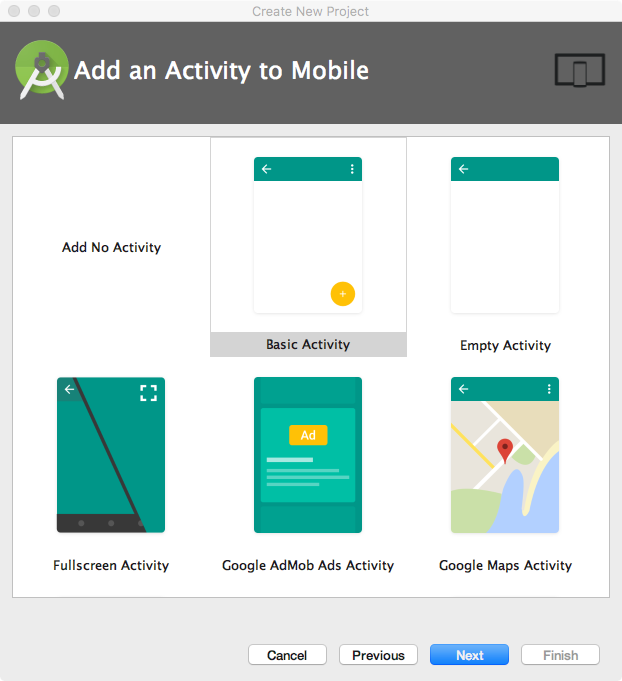 Create New Project
Add an Activity to Mobile
Add No Activity
Basic Activity
Empty Activity
Ad
Fullscreen Activity
Google AdMob Ads Activity
Google Maps Activity
Cancel
Previous
Next
Finish